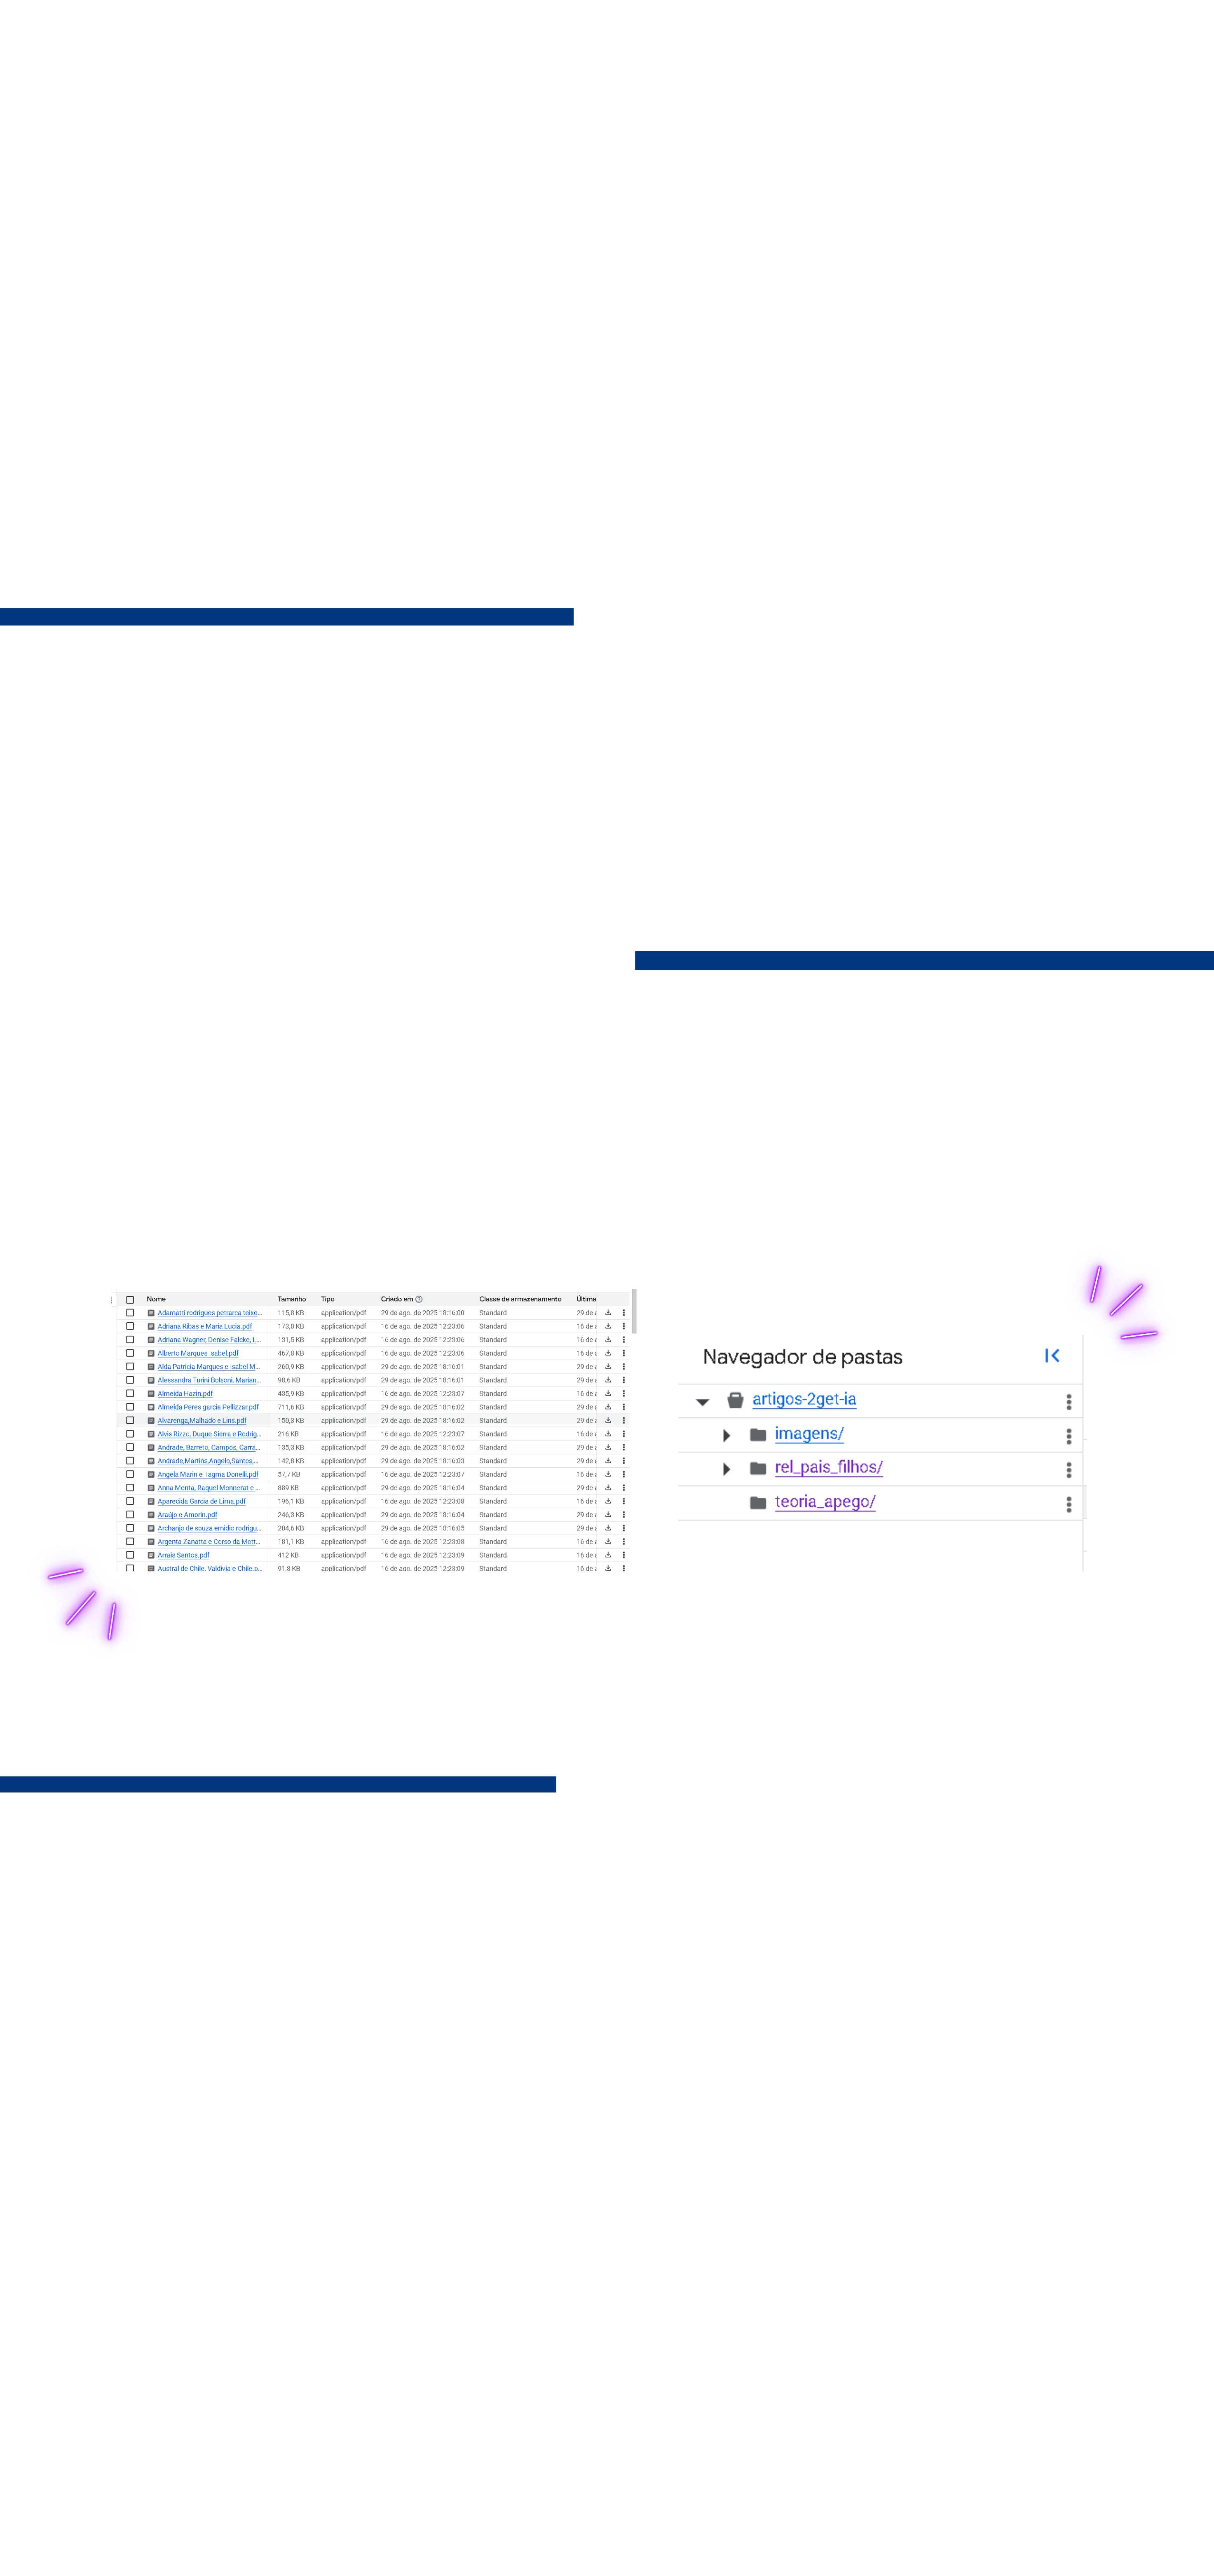 Nome Tamanho Tipo Criado em Classe de armazenamento Última
Adamatti rodrigues petrarca teixe... 115,8 KB application/pdf 29 de ago. de 2025 18:16:00 Standard 29 de a
Adriana Ribas e Maria Lucia.pdf 173,8 KB application/pdf 16 de ago. de 2025 12:23:06 Standard 16 de a
Adriana Wagner, Denise Falcke, L... 131,5 KB application/pdf 16 de ago. de 2025 12:23:06 Standard 16 de a
Alberto Marques Isabel.pdf 467,8 KB application/pdf 16 de ago. de 2025 12:23:06 Standard 16 de a
Alda Patricia Marques e Isabel M... 260,9 KB application/pdf 29 de ago. de 2025 18:16:01 Standard 29 de a
Alessandra Turini Bolsoni, Marian... 98,6 KB application/pdf 29 de ago. de 2025 18:16:01 Standard 29 de a
Almeida Hazin.pdf 435,9 KB application/pdf 16 de ago. de 2025 12:23:07 Standard 16 de a
Almeida Peres garcia Pellizzar.pdf 711,6 KB application/pdf 29 de ago. de 2025 18:16:02 Standard 29 de a
Alvarenga,Malhado e Lins.pdf 150,3 KB application/pdf 29 de ago. de 2025 18:16:02 Standard 29 de a
Alvis Rizzo, Duque Sierra e Rodrig... 216 KB application/pdf 16 de ago. de 2025 12:23:07 Standard 16 de a
Andrade, Barreto, Campos, Carra... 135,3 KB application/pdf 29 de ago. de 2025 18:16:02 Standard 29 de a
Andrade,Martins,Angelo,Santos,... 142,8 KB application/pdf 29 de ago. de 2025 18:16:03 Standard 29 de a
Angela Marin e Tagma Donelli.pdf 57,7 KB application/pdf 16 de ago. de 2025 12:23:07 Standard 16 de a
Anna Menta, Raquel Monnerat e ... 889 KB application/pdf 29 de ago. de 2025 18:16:04 Standard 29 de a
Aparecida Garcia de Lima.pdf 196,1 KB application/pdf 16 de ago. de 2025 12:23:08 Standard 16 de a
Araújo e Amorin.pdf 246,3 KB application/pdf 29 de ago. de 2025 18:16:04 Standard 29 de a
Archanjo de souza emidio rodrigu... 204,6 KB application/pdf 29 de ago. de 2025 18:16:05 Standard 29 de a
Argenta Zanatta e Corso da Mott... 181,1 KB application/pdf 16 de ago. de 2025 12:23:08 Standard 16 de a
Arrais Santos.pdf 412 KB application/pdf 16 de ago. de 2025 12:23:09 Standard 16 de a
Austral de Chile, Valdivia e Chile.p... 91,8 KB application/pdf 16 de ago. de 2025 12:23:09 Standard 16 de a
Navegador de pastas
artigos-2get-ia
imagens/
rel_pais_filhos/
teoria_apego/